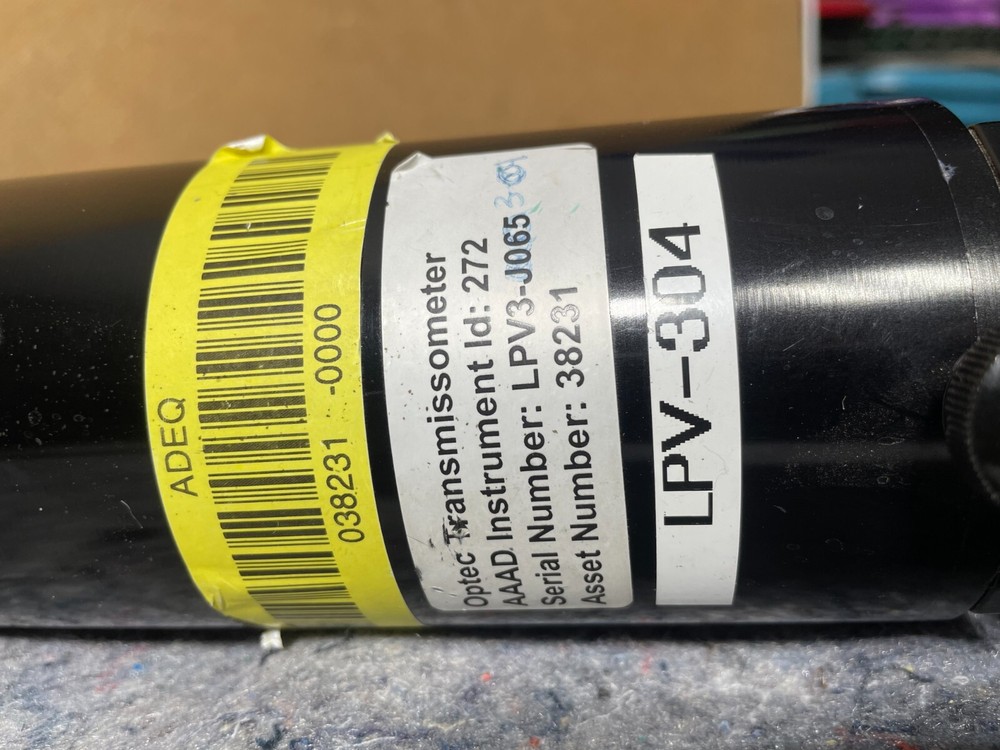 ADEQ
038231 -0000
Optec Transmissometer
AAAD Instrument Id: 272
Serial Number: LPV3-J065
Asset Number: 38231
LPV-304